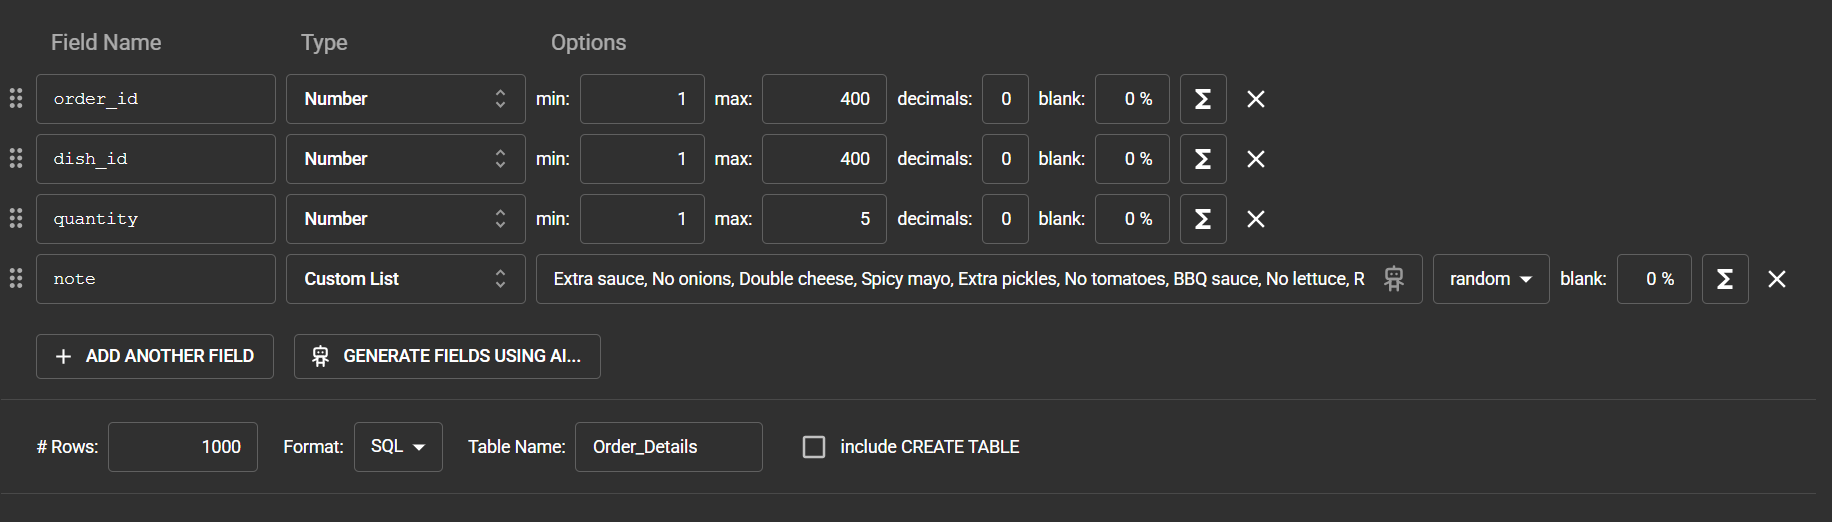 Field Name Type Options
order_id Number min: 1 max: 400 decimals: 0 blank: 0 % Σ
dish_id Number min: 1 max: 400 decimals: 0 blank: 0 % Σ
quantity Number min: 1 max: 5 decimals: 0 blank: 0 % Σ
note Custom List Extra sauce, No onions, Double cheese, Spicy mayo, Extra pickles, No tomatoes, BBQ sauce, No lettuce, R random blank: 0 % Σ
+ ADD ANOTHER FIELD GENERATE FIELDS USING AI...
# Rows: 1000 Format: SQL Table Name: Order_Details include CREATE TABLE